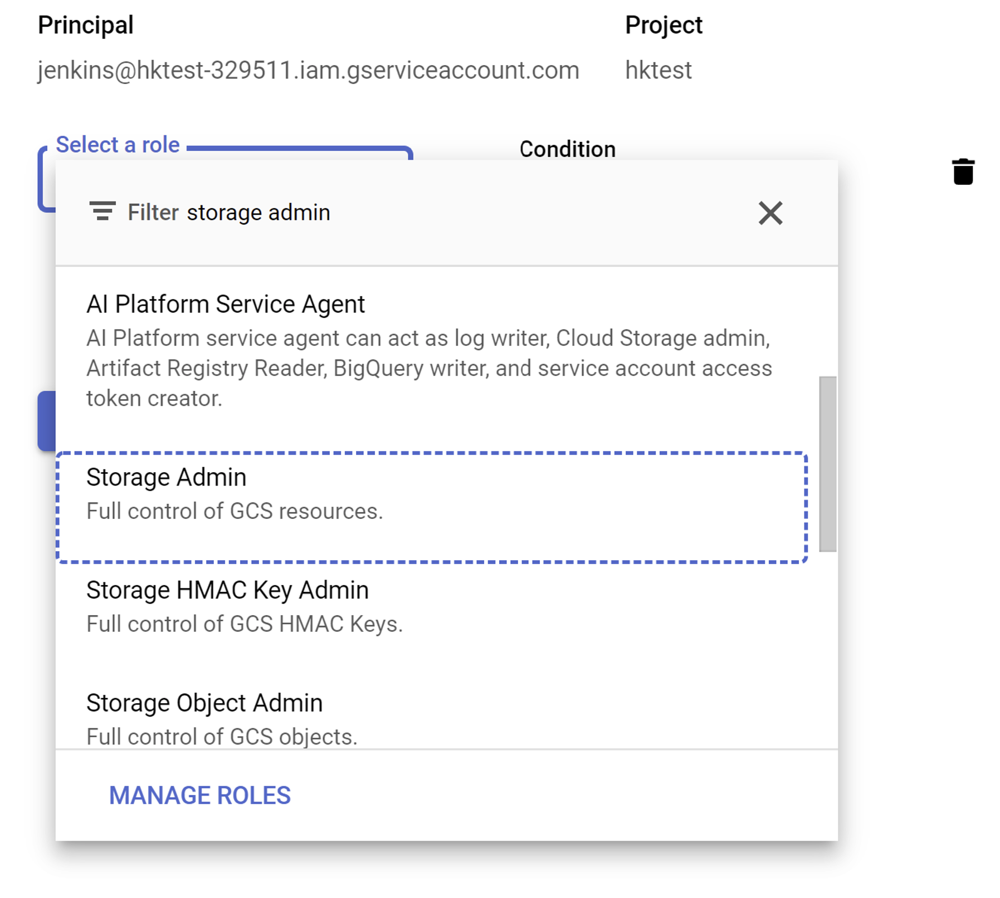 Principal
Project
jenkins@hktest-329511.iam.gserviceaccount.com
hktest
Select a role
Condition
Filter storage admin
AI Platform Service Agent
AI Platform service agent can act as log writer, Cloud Storage admin,
Artifact Registry Reader, BigQuery writer, and service account access
token creator.
Storage Admin
Full control of GCS resources.
Storage HMAC Key Admin
Full control of GCS HMAC Keys.
Storage Object Admin
Full control of GCS objects.
MANAGE ROLES